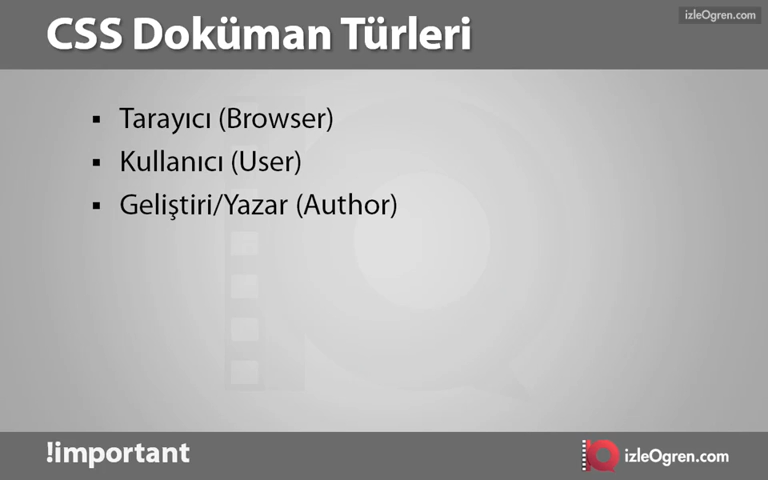 izleOgren.com
CSS Doküman Türleri
▪ Tarayıcı (Browser)
▪ Kullanıcı (User)
▪ Geliştiri/Yazar (Author)
!important
izleOgren.com